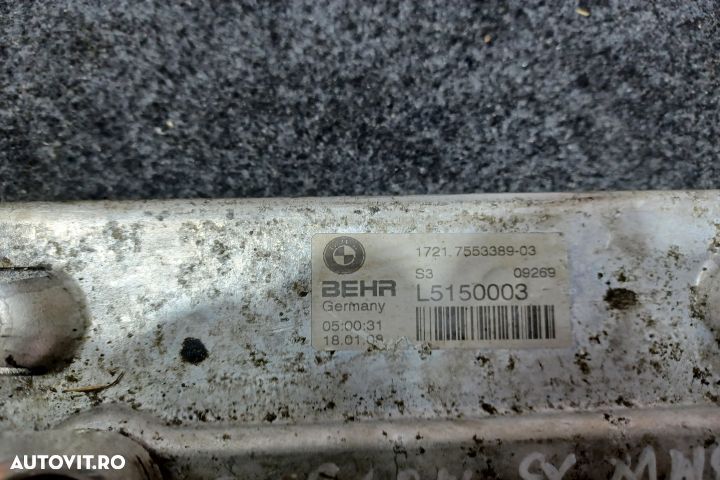 1721.7553389-03
S3 09269
BEHR L5150003
Germany
05:00:31
18.01.08
AUTOVIT.RO